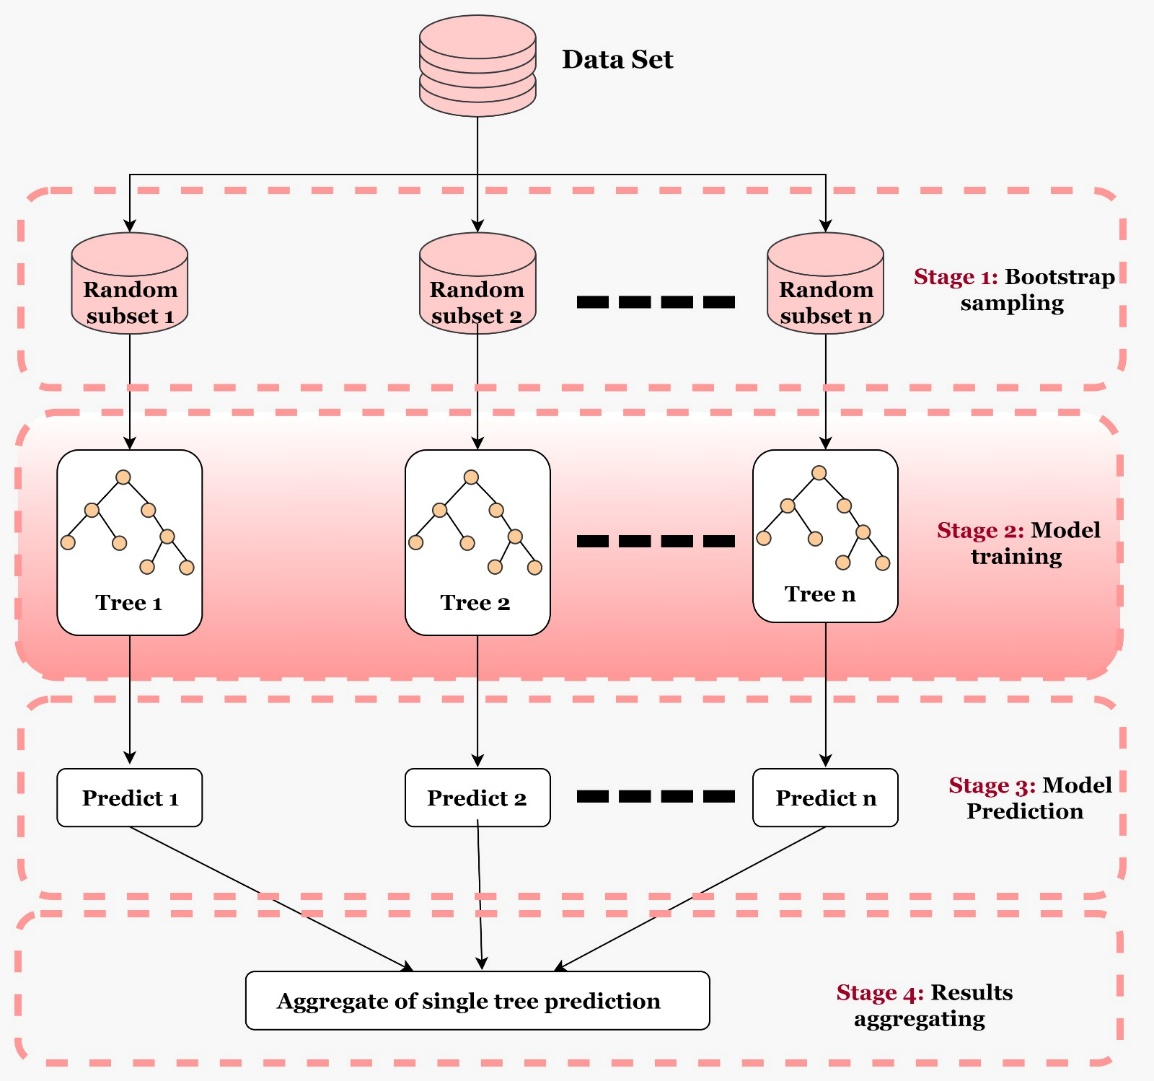 Data Set
Random
subset 1
Random
subset 2
Random
subset n
Stage 1: Bootstrap
sampling
Tree 1
Tree 2
Tree n
Stage 2: Model
training
Predict 1
Predict 2
Predict n
Stage 3: Model
Prediction
Aggregate of single tree prediction
Stage 4: Results
aggregating